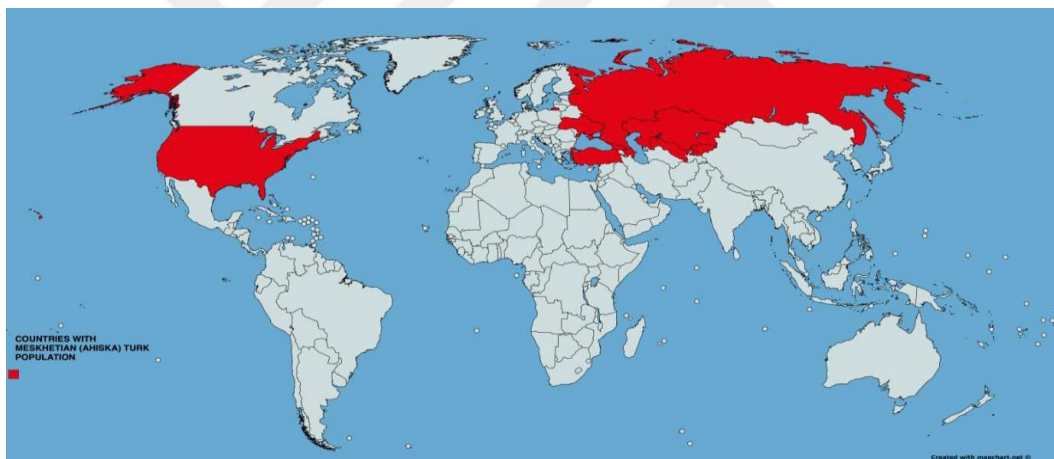 COUNTRIES WITH
MESKHETIAN (AHISKA) TURK
POPULATION
Created with mapchart.net ©